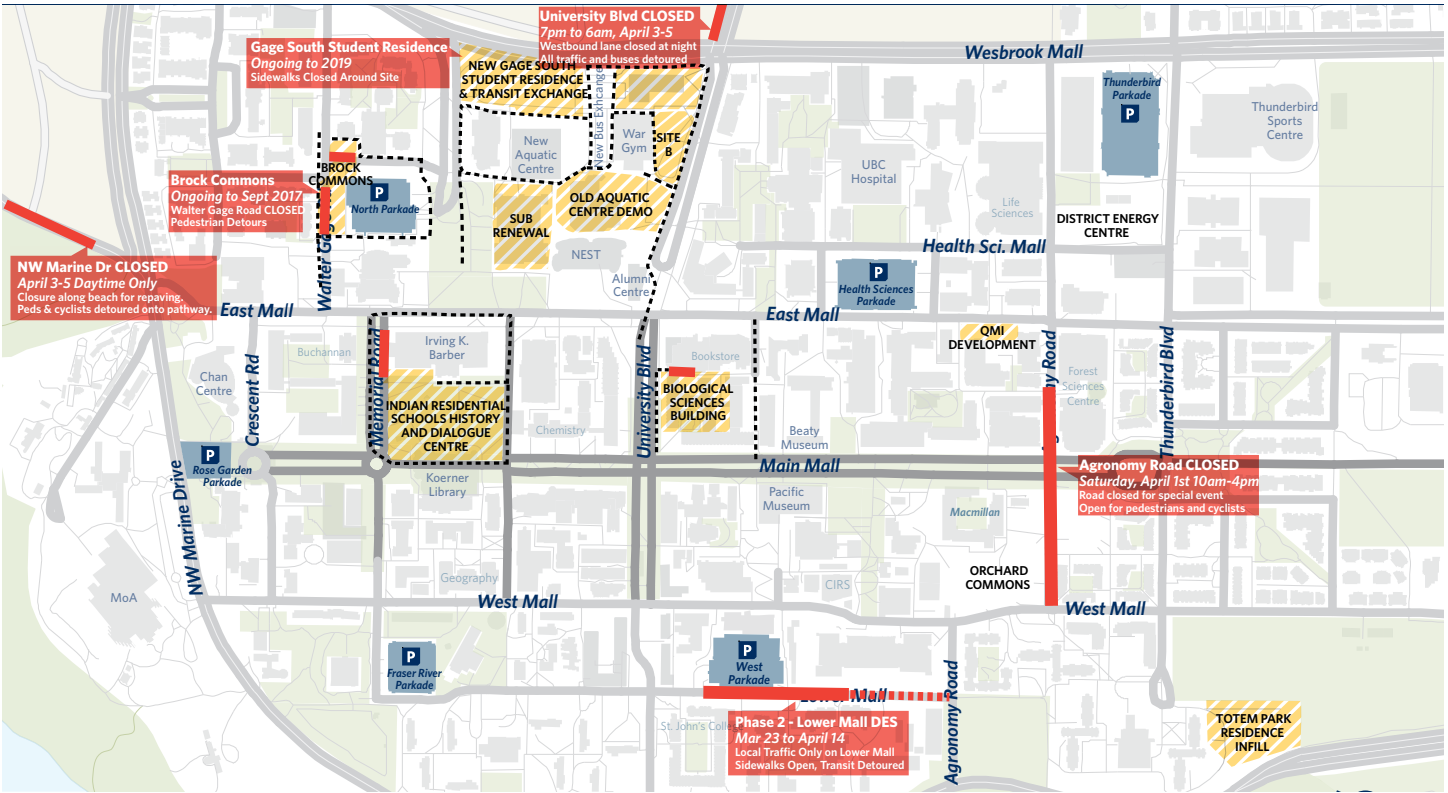 University Blvd CLOSED
7pm to 6am, April 3-5
Westbound lane closed at night
All traffic and buses detoured
Gage South Student Residence
Ongoing to 2019
Sidewalks Closed Around Site
NEW GAGE SOUTH
STUDENT RESIDENCE
& TRANSIT EXCHANGE
New Bus Exhcange
Wesbrook Mall
Thunderbird
Parkade
P
Thunderbird
Sports
Centre
New
Aquatic
Centre
War
Gym
SITE
B
UBC
Hospital
BROCK
COMMONS
P
North Parkade
Brock Commons
Ongoing to Sept 2017
Walter Gage Road CLOSED
Pedestrian Detours
SUB
RENEWAL
OLD AQUATIC
CENTRE DEMO
Life
Sciences
DISTRICT ENERGY
CENTRE
Health Sci. Mall
NEST
Alumni
Centre
P
Health Sciences
Parkade
NW Marine Dr CLOSED
April 3-5 Daytime Only
Closure along beach for repaving.
Peds & cyclists detoured onto pathway.
Walter Gag
East Mall
East Mall
QMI
DEVELOPMENT
Buchannan
Irving K.
Barber
Bookstore
Chan
Centre
Crescent Rd
Memorial Road
University Blvd
BIOLOGICAL
SCIENCES
BUILDING
my Road
Forest
Sciences
Centre
Thunderbird Blvd
INDIAN RESIDENTIAL
SCHOOLS HISTORY
AND DIALOGUE
CENTRE
Chemistry
Beaty
Museum
P
Rose Garden
Parkade
Main Mall
Agronomy Road CLOSED
Saturday, April 1st 10am-4pm
Road closed for special event
Open for pedestrians and cyclists
Koerner
Library
Pacific
Museum
Macmillan
NW Marine Drive
MoA
Geography
CIRS
ORCHARD
COMMONS
West Mall
West Mall
P
Fraser River
Parkade
P
West
Parkade
Lower Mall
Agronomy Road
St. John's College
Phase 2 - Lower Mall DES
Mar 23 to April 14
Local Traffic Only on Lower Mall
Sidewalks Open, Transit Detoured
TOTEM PARK
RESIDENCE
INFILL